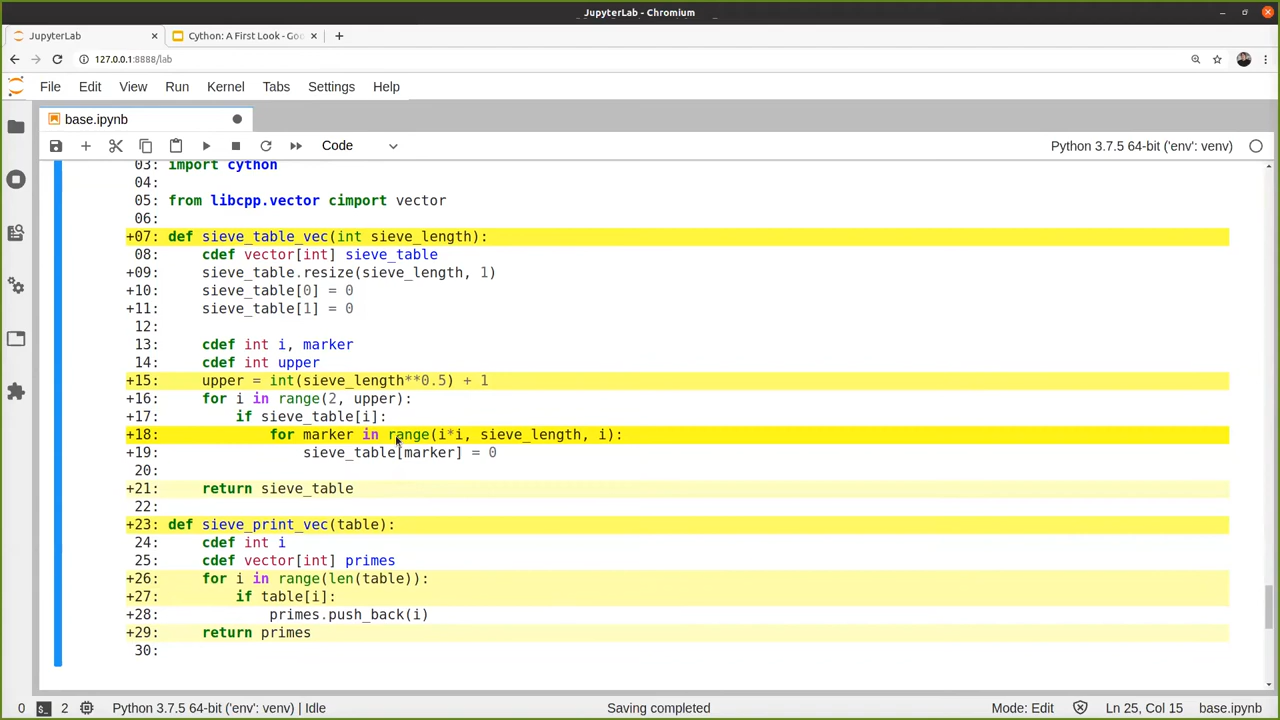 JupyterLab - Chromium
JupyterLab
Cython: A First Look - Goo
127.0.0.1:8888/lab
File Edit View Run Kernel Tabs Settings Help
base.ipynb
Code
Python 3.7.5 64-bit ('env': venv)
03: import cython
04:
05: from libcpp.vector cimport vector
06:
+07: def sieve_table_vec(int sieve_length):
08:     cdef vector[int] sieve_table
+09:     sieve_table.resize(sieve_length, 1)
+10:     sieve_table[0] = 0
+11:     sieve_table[1] = 0
12:
13:     cdef int i, marker
14:     cdef int upper
+15:     upper = int(sieve_length**0.5) + 1
+16:     for i in range(2, upper):
+17:         if sieve_table[i]:
+18:             for marker in range(i*i, sieve_length, i):
+19:                 sieve_table[marker] = 0
20:
+21:     return sieve_table
22:
+23: def sieve_print_vec(table):
24:     cdef int i
25:     cdef vector[int] primes
+26:     for i in range(len(table)):
+27:         if table[i]:
+28:             primes.push_back(i)
+29:     return primes
30:
0 $_ 2 Python 3.7.5 64-bit ('env': venv) | Idle Saving completed Mode: Edit Ln 25, Col 15 base.ipynb